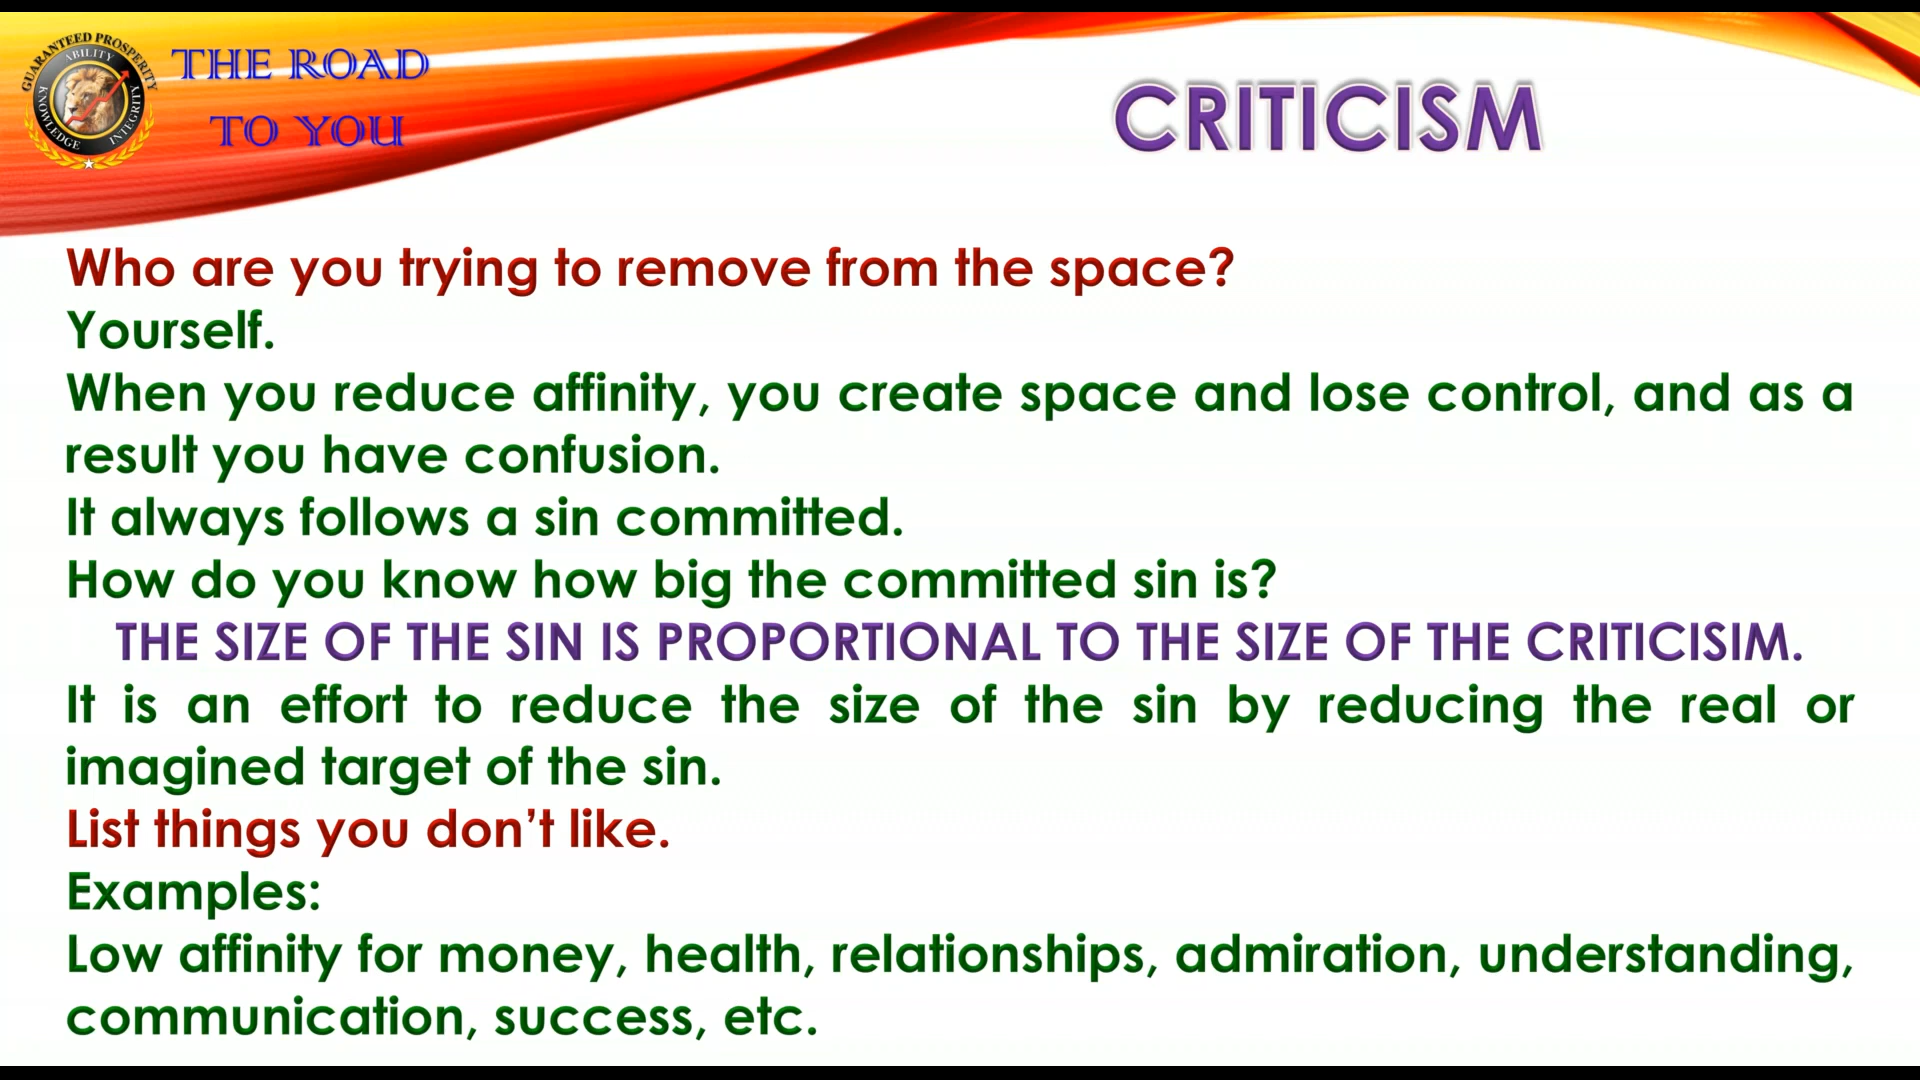 GUARANTEED PROSPERITY
ABILITY
KNOWLEDGE
INTEGRITY
THE ROAD
TO YOU
CRITICISM
Who are you trying to remove from the space?
Yourself.
When you reduce affinity, you create space and lose control, and as a
result you have confusion.
It always follows a sin committed.
How do you know how big the committed sin is?
THE SIZE OF THE SIN IS PROPORTIONAL TO THE SIZE OF THE CRITICISIM.
It is an effort to reduce the size of the sin by reducing the real or
imagined target of the sin.
List things you don’t like.
Examples:
Low affinity for money, health, relationships, admiration, understanding,
communication, success, etc.